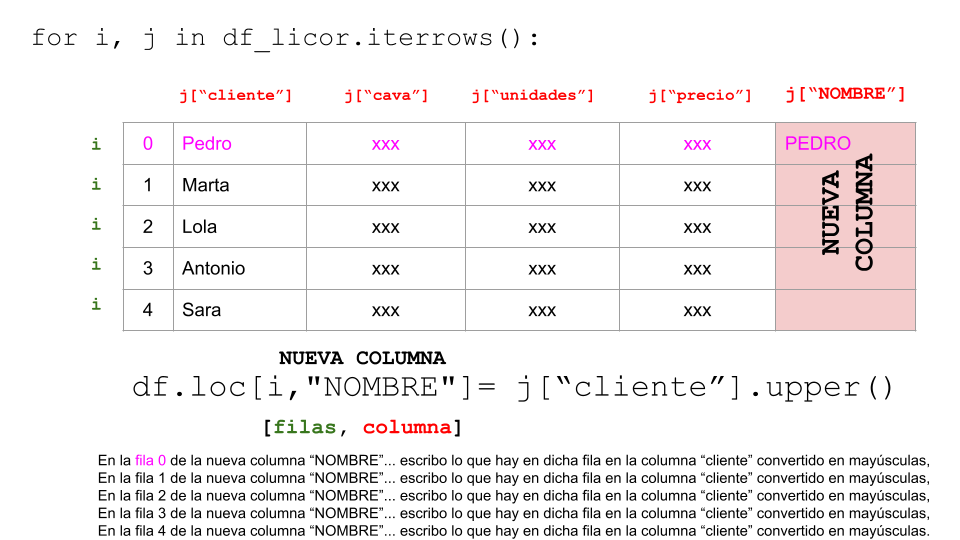 for i, j in df_licor.iterrows():
j[“cliente”] j[“cava”] j[“unidades”] j[“precio”] j[“NOMBRE”]
i 0 Pedro xxx xxx xxx PEDRO
i 1 Marta xxx xxx xxx
i 2 Lola xxx xxx xxx
i 3 Antonio xxx xxx xxx
i 4 Sara xxx xxx xxx
NUEVA
COLUMNA
NUEVA COLUMNA
df.loc[i,"NOMBRE"]= j[“cliente”].upper()
[filas, columna]
En la fila 0 de la nueva columna “NOMBRE”... escribo lo que hay en dicha fila en la columna “cliente” convertido en mayúsculas,
En la fila 1 de la nueva columna “NOMBRE”... escribo lo que hay en dicha fila en la columna “cliente” convertido en mayúsculas,
En la fila 2 de la nueva columna “NOMBRE”... escribo lo que hay en dicha fila en la columna “cliente” convertido en mayúsculas,
En la fila 3 de la nueva columna “NOMBRE”... escribo lo que hay en dicha fila en la columna “cliente” convertido en mayúsculas,
En la fila 4 de la nueva columna “NOMBRE”... escribo lo que hay en dicha fila en la columna “cliente” convertido en mayúsculas.